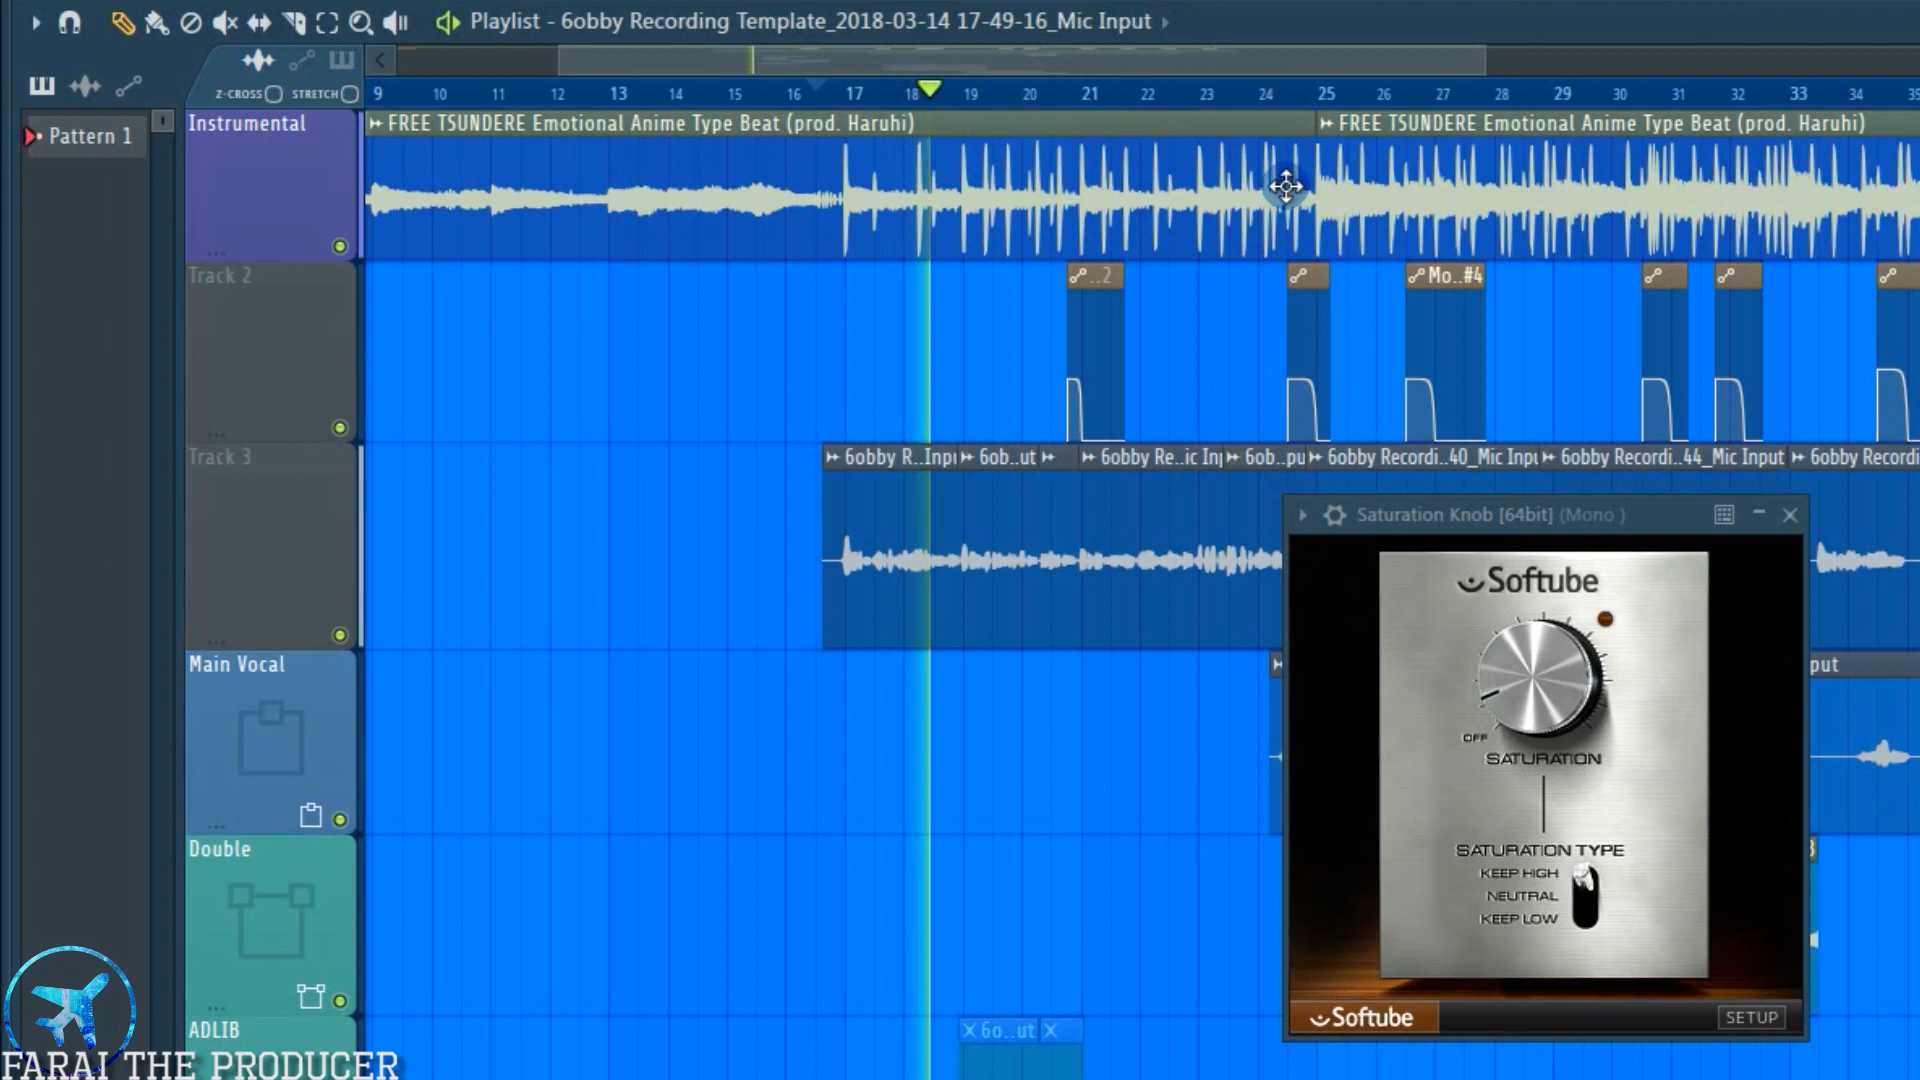 Playlist - 6obby Recording Template_2018-03-14 17-49-16_Mic Input
Z-CROSS STRETCH
9 10 11 12 13 14 15 16 17 18 19 20 21 22 23 24 25 26 27 28 29 30 31 32 33 34 35
Pattern 1
Instrumental
FREE TSUNDERE Emotional Anime Type Beat (prod. Haruhi)
FREE TSUNDERE Emotional Anime Type Beat (prod. Haruhi)
Track 2
..2
Mo..#4
Track 3
6obby R..Inpu 6ob..ut 6obby Re..ic Inp 6ob..pu 6obby Recordi..40_Mic Inpu 6obby Recordi..44_Mic Input 6obby Recordi
Saturation Knob [64bit] (Mono )
Softube
OFF
SATURATION
SATURATION TYPE
KEEP HIGH
NEUTRAL
KEEP LOW
Softube
SETUP
Main Vocal
put
Double
ADLIB
6o..ut
FARAI THE PRODUCER